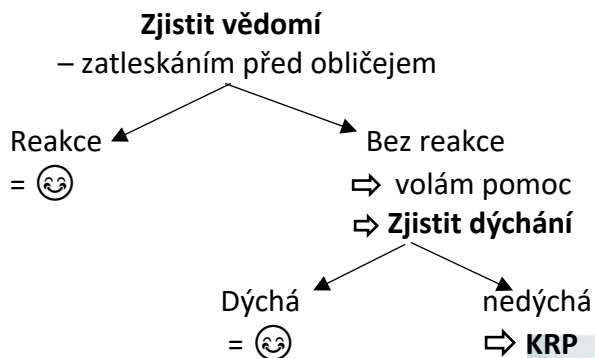 Zjistit vědomí
– zatleskáním před obličejem
Reakce
= 😊
Bez reakce
⇨ volám pomoc
⇨ Zjistit dýchání
Dýchá
= 😊
nedýchá
⇨ KRP